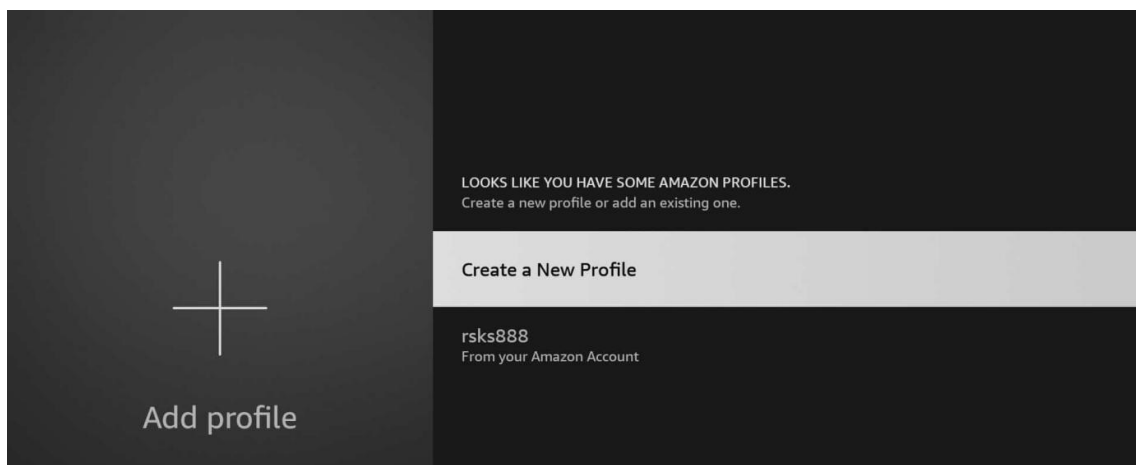 Add profile
LOOKS LIKE YOU HAVE SOME AMAZON PROFILES.
Create a new profile or add an existing one.
Create a New Profile
rsks888
From your Amazon Account